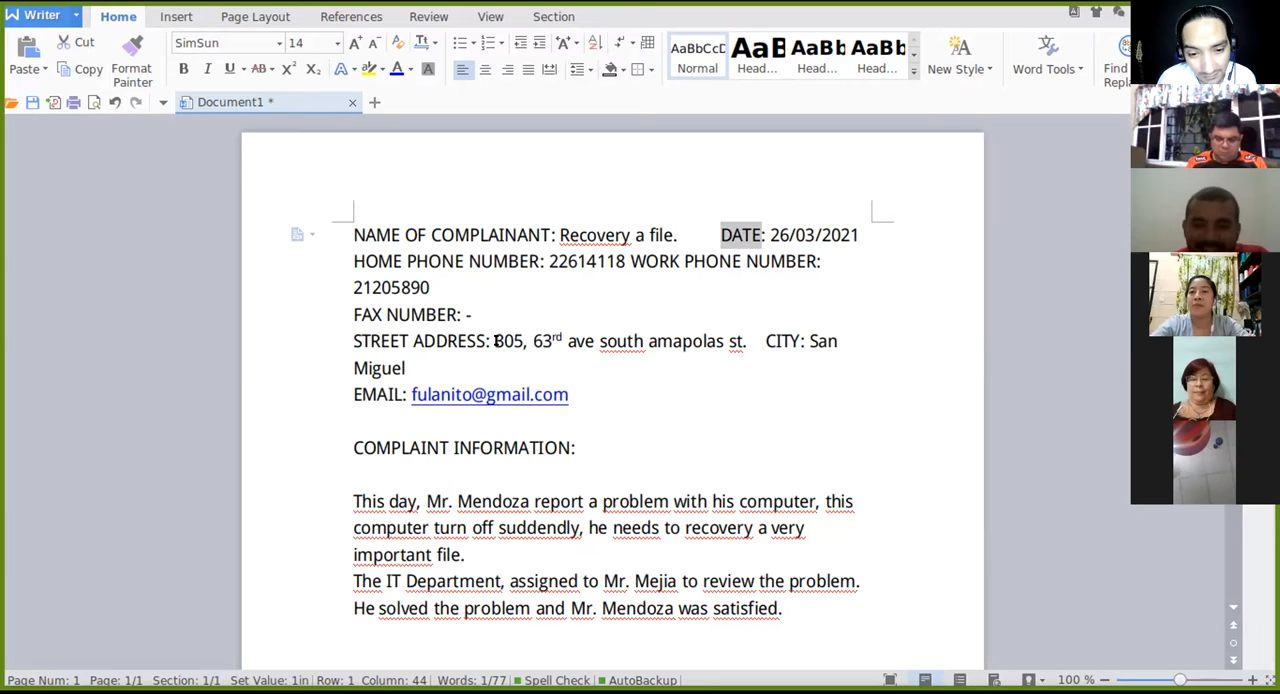 Writer Home Insert Page Layout References Review View Section
Cut SimSun 14 AaBbCcD AaB AaBb AaBb
Paste Copy Format Painter B I U AB X² X₂ A A Normal Head... Head... Head... New Style Word Tools Find Repla
Document1 *
NAME OF COMPLAINANT: Recovery a file. DATE: 26/03/2021
HOME PHONE NUMBER: 22614118 WORK PHONE NUMBER:
21205890
FAX NUMBER: -
STREET ADDRESS: 805, 63rd ave south amapolas st. CITY: San
Miguel
EMAIL: fulanito@gmail.com
COMPLAINT INFORMATION:
This day, Mr. Mendoza report a problem with his computer, this
computer turn off suddendly, he needs to recovery a very
important file.
The IT Department, assigned to Mr. Mejia to review the problem.
He solved the problem and Mr. Mendoza was satisfied.
Page Num: 1 Page: 1/1 Section: 1/1 Set Value: 1in Row: 1 Column: 44 Words: 1/77 Spell Check AutoBackup 100 %